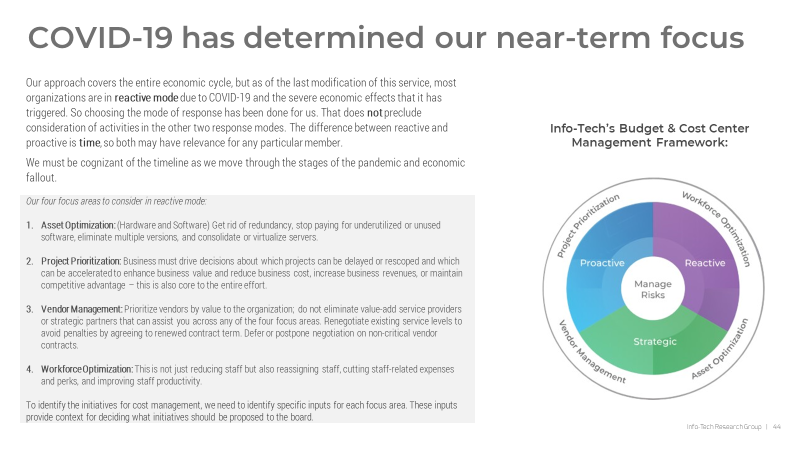 COVID-19 has determined our near-term focus
Our approach covers the entire economic cycle, but as of the last modification of this service, most
organizations are in reactive mode due to COVID-19 and the severe economic effects that it has
triggered. So choosing the mode of response has been done for us. That does not preclude
consideration of activities in the other two response modes. The difference between reactive and
proactive is time, so both may have relevance for any particular member.
We must be cognizant of the timeline as we move through the stages of the pandemic and economic
fallout.
Our four focus areas to consider in reactive mode:
1. Asset Optimization: (Hardware and Software) Get rid of redundancy, stop paying for underutilized or unused
software, eliminate multiple versions, and consolidate or virtualize servers.
2. Project Prioritization: Business must drive decisions about which projects can be delayed or rescoped and which
can be accelerated to enhance business value and reduce business cost, increase business revenues, or maintain
competitive advantage – this is also core to the entire effort.
3. Vendor Management: Prioritize vendors by value to the organization; do not eliminate value-add service providers
or strategic partners that can assist you across any of the four focus areas. Renegotiate existing service levels to
avoid penalties by agreeing to renewed contract term. Defer or postpone negotiation on non-critical vendor
contracts.
4. Workforce Optimization: This is not just reducing staff but also reassigning staff, cutting staff-related expenses
and perks, and improving staff productivity.
To identify the initiatives for cost management, we need to identify specific inputs for each focus area. These inputs
provide context for deciding what initiatives should be proposed to the board.
Info-Tech's Budget & Cost Center
Management Framework:
Project Prioritization
Workforce Optimization
Proactive
Reactive
Manage
Risks
Strategic
Vendor Management
Asset Optimization
Info-Tech Research Group | 44